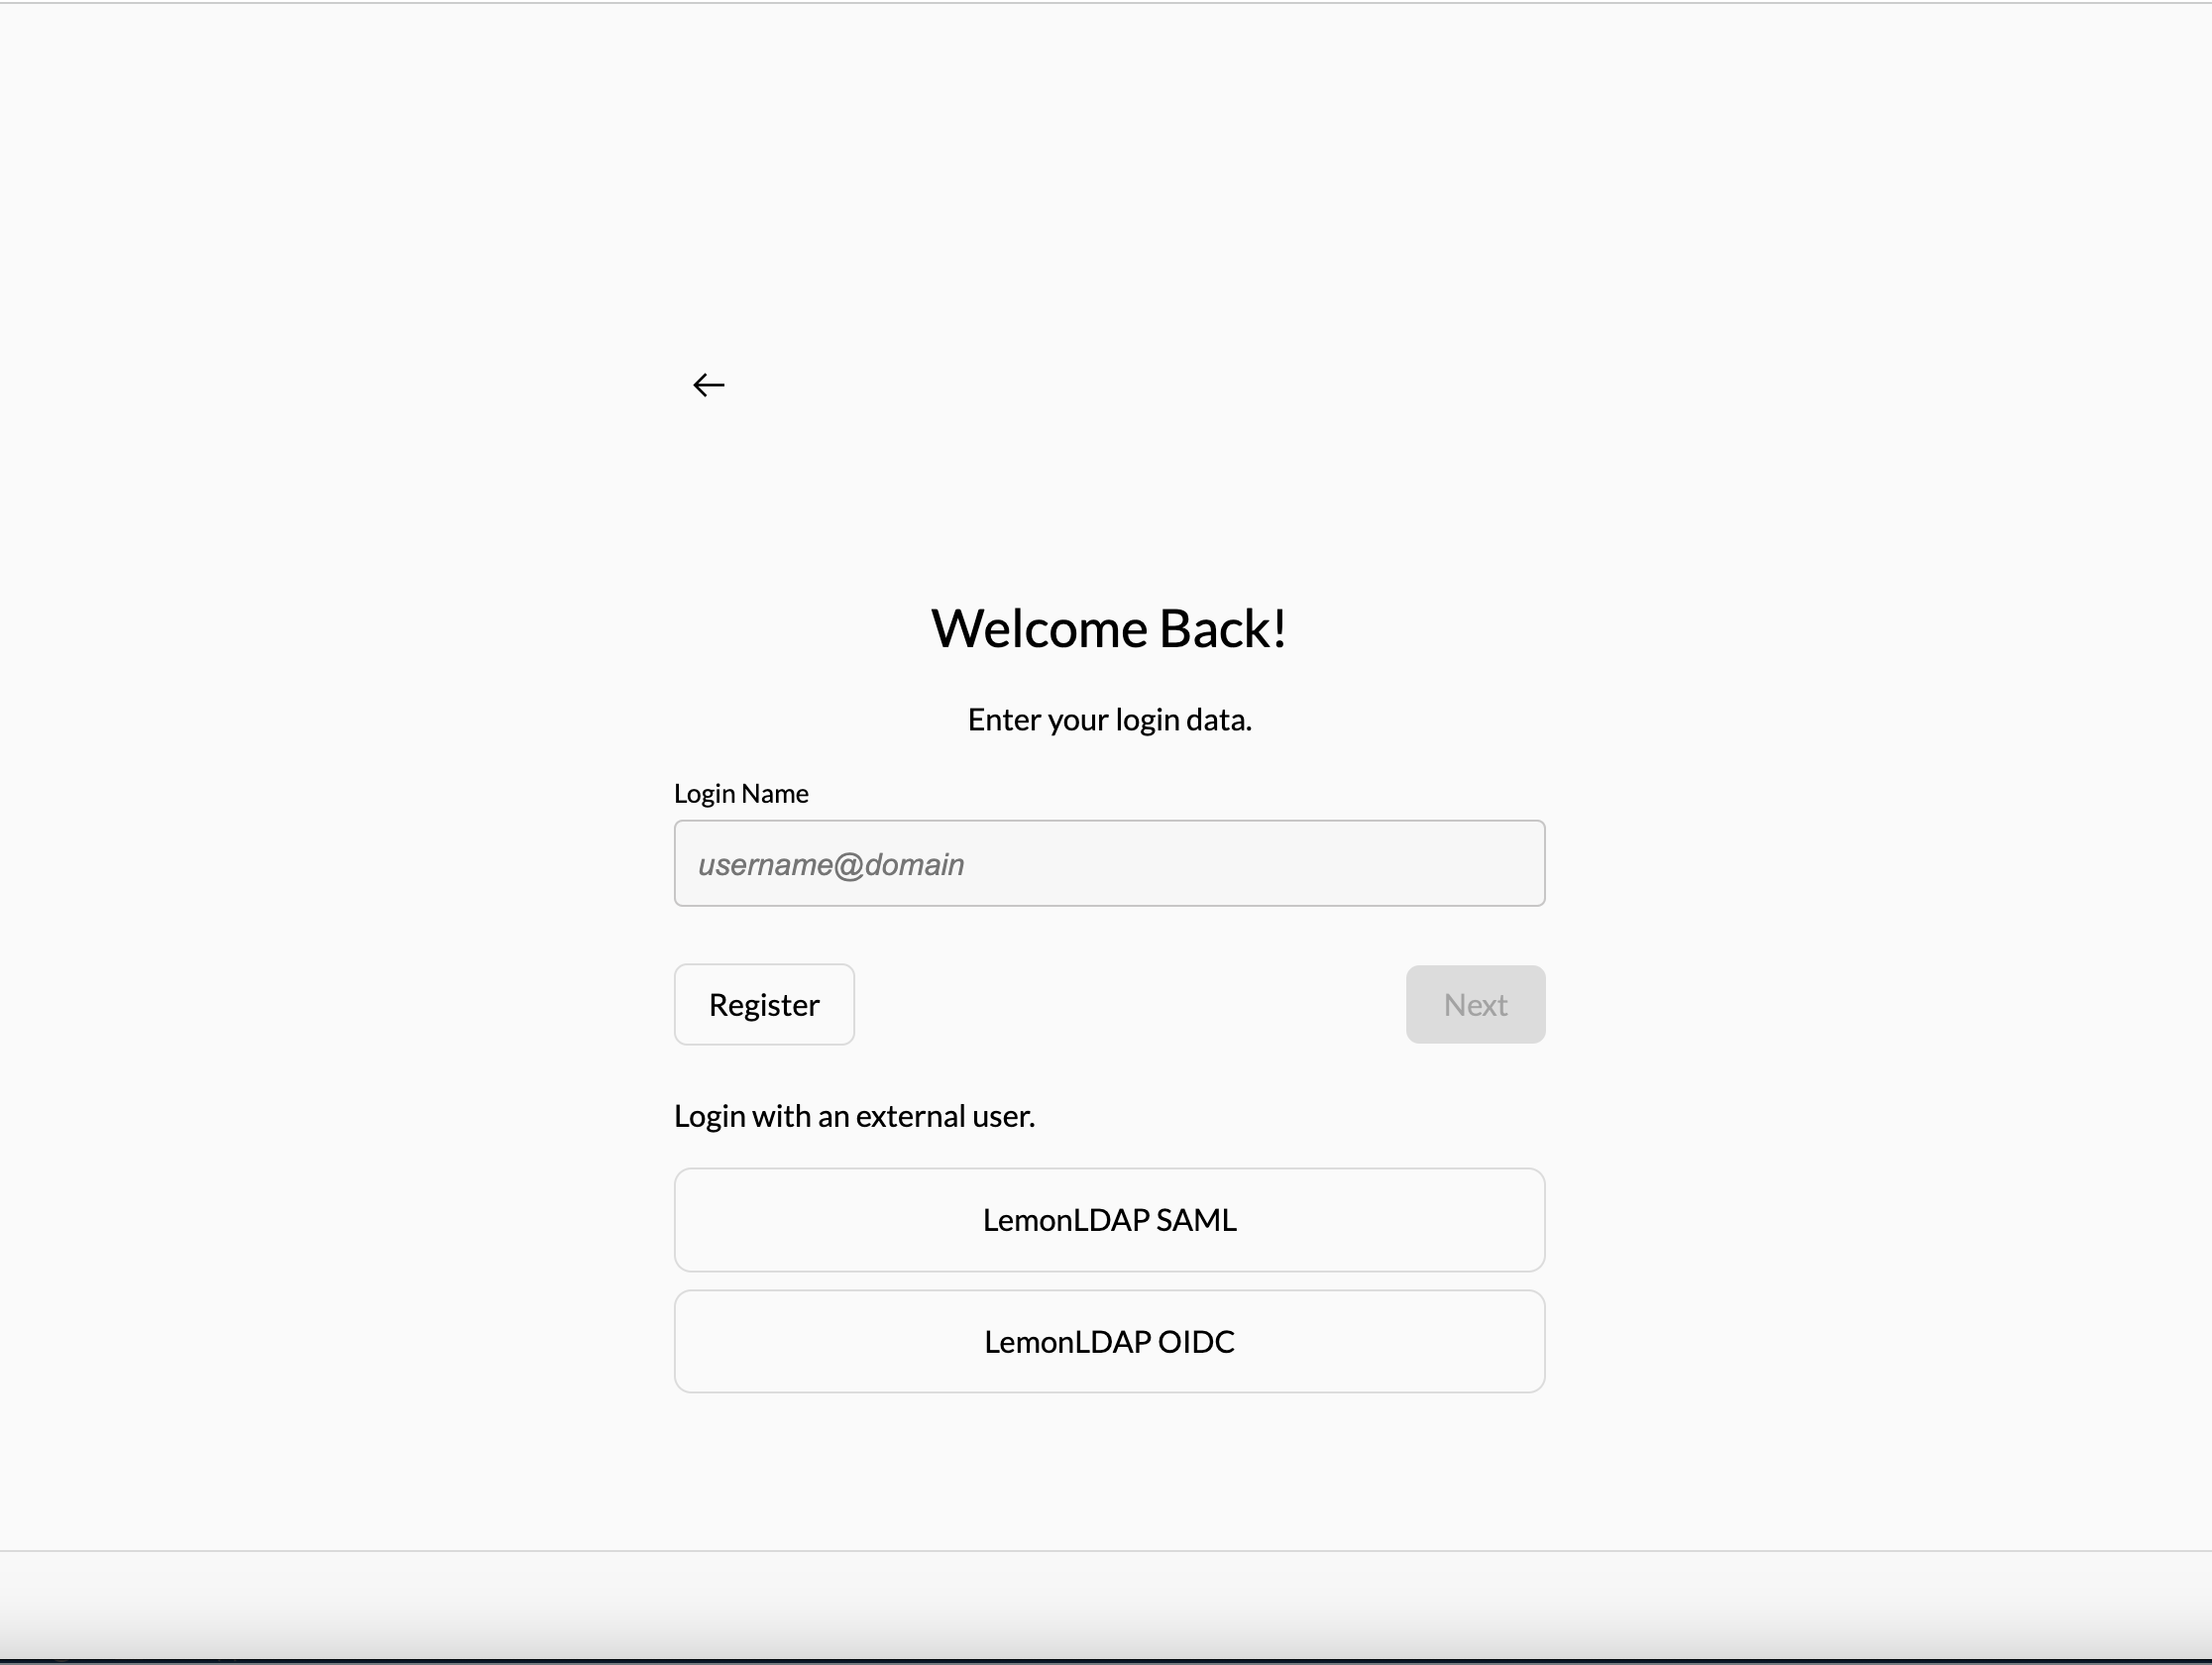 Welcome Back!
Enter your login data.
Login Name
username@domain
Register
Next
Login with an external user.
LemonLDAP SAML
LemonLDAP OIDC